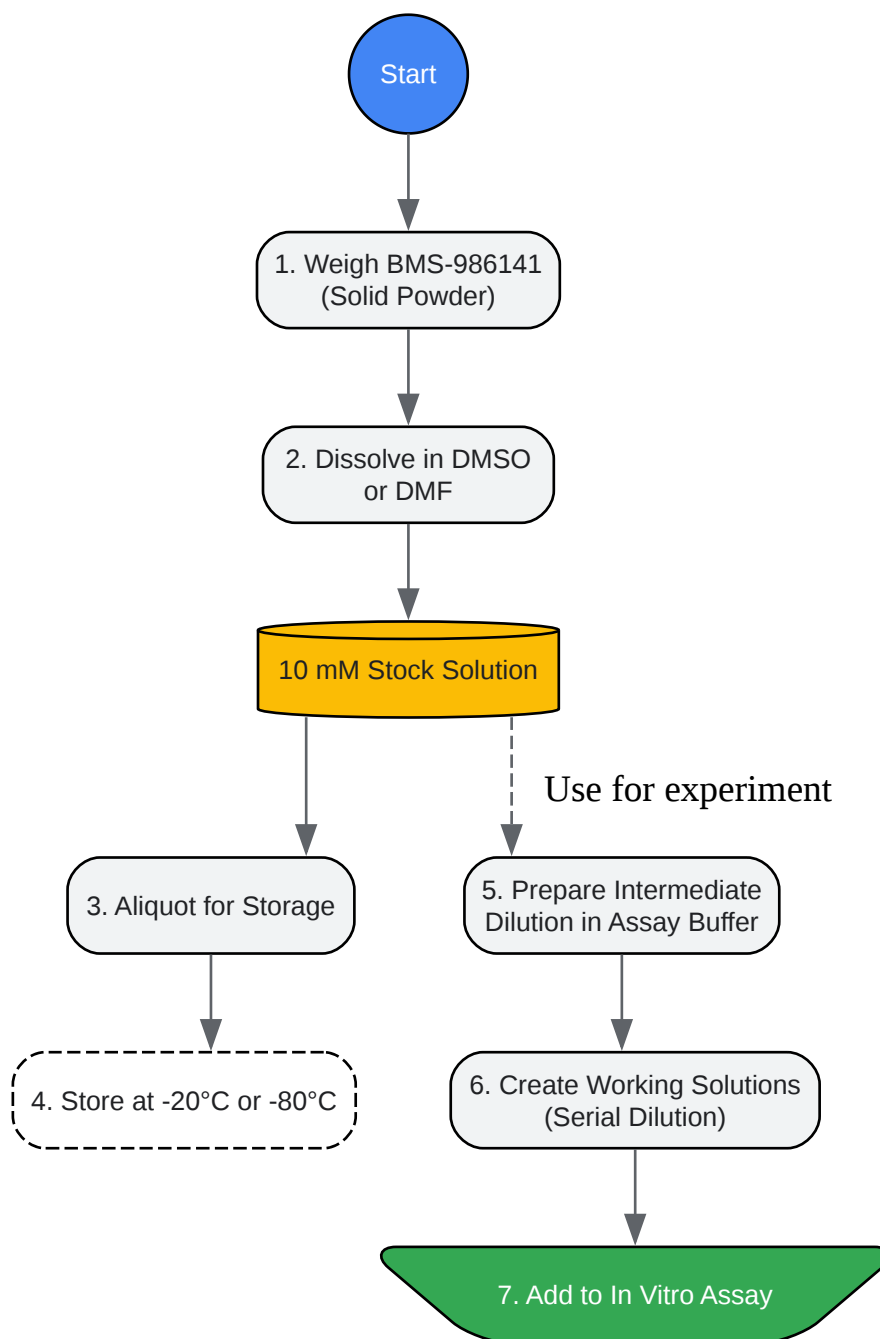 Start
1. Weigh BMS-986141
(Solid Powder)
2. Dissolve in DMSO
or DMF
10 mM Stock Solution
Use for experiment
3. Aliquot for Storage
5. Prepare Intermediate
Dilution in Assay Buffer
4. Store at -20°C or -80°C
6. Create Working Solutions
(Serial Dilution)
7. Add to In Vitro Assay